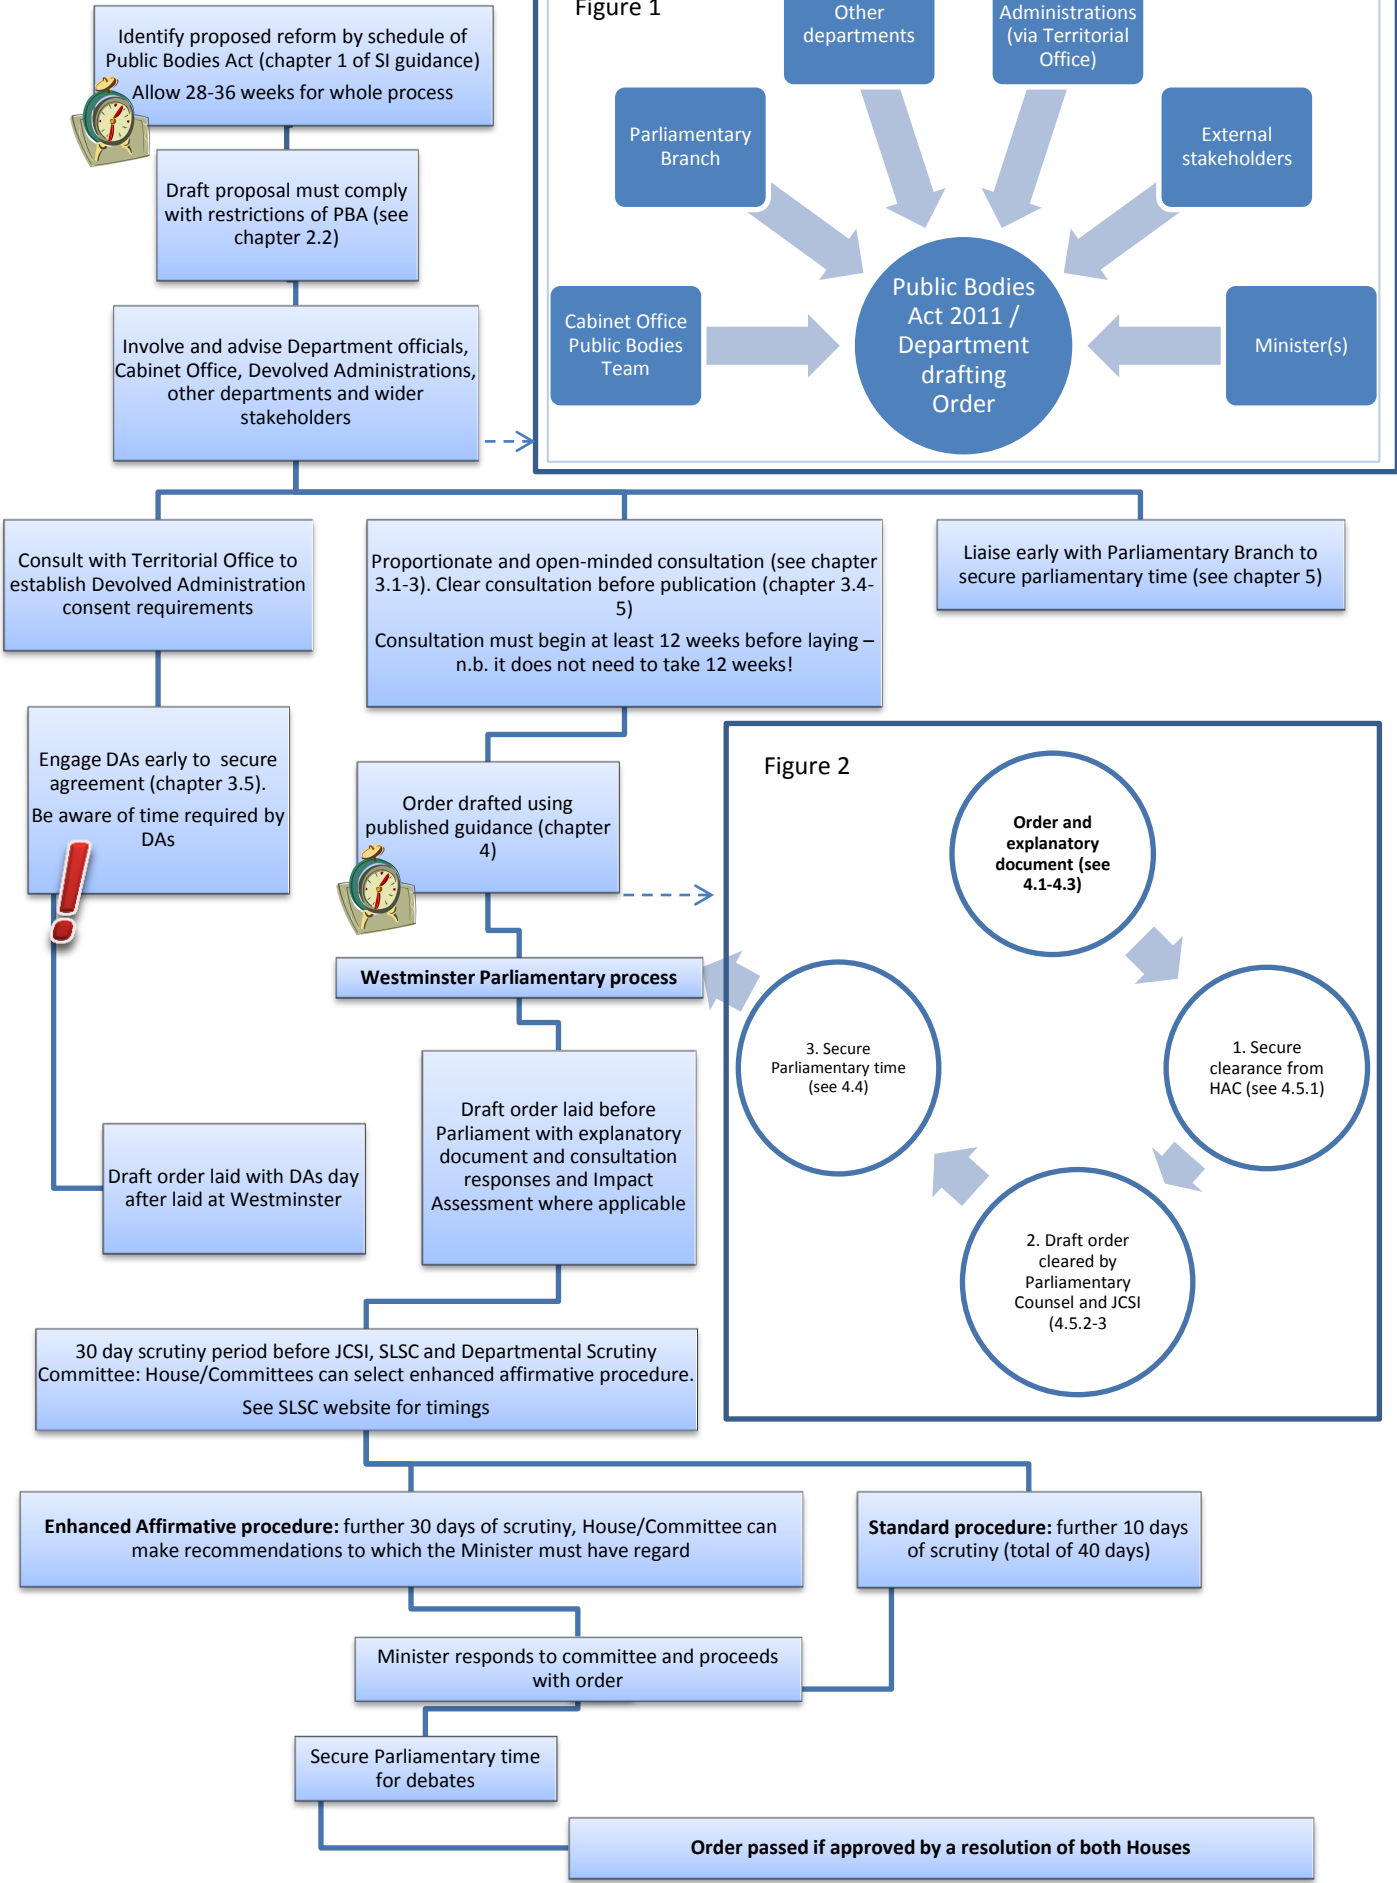 Identify proposed reform by schedule of
Public Bodies Act (chapter 1 of SI guidance)
Allow 28-36 weeks for whole process
Draft proposal must comply
with restrictions of PBA (see
chapter 2.2)
Involve and advise Department officials,
Cabinet Office, Devolved Administrations,
other departments and wider
stakeholders
Figure 1
Other
departments
Administrations
(via Territorial
Office)
Parliamentary
Branch
External
stakeholders
Cabinet Office
Public Bodies
Team
Public Bodies
Act 2011 /
Department
drafting
Order
Minister(s)
Consult with Territorial Office to
establish Devolved Administration
consent requirements
Proportionate and open-minded consultation (see chapter
3.1-3). Clear consultation before publication (chapter 3.4-
5)
Consultation must begin at least 12 weeks before laying –
n.b. it does not need to take 12 weeks!
Liaise early with Parliamentary Branch to
secure parliamentary time (see chapter 5)
Engage DAs early to secure
agreement (chapter 3.5).
Be aware of time required by
DAs
Order drafted using
published guidance (chapter
4)
Figure 2
Order and
explanatory
document (see
4.1-4.3)
1. Secure
clearance from
HAC (see 4.5.1)
2. Draft order
cleared by
Parliamentary
Counsel and JCSI
(4.5.2-3
3. Secure
Parliamentary time
(see 4.4)
Westminster Parliamentary process
Draft order laid before
Parliament with explanatory
document and consultation
responses and Impact
Assessment where applicable
Draft order laid with DAs day
after laid at Westminster
30 day scrutiny period before JCSI, SLSC and Departmental Scrutiny
Committee: House/Committees can select enhanced affirmative procedure.
See SLSC website for timings
Enhanced Affirmative procedure: further 30 days of scrutiny, House/Committee can
make recommendations to which the Minister must have regard
Standard procedure: further 10 days
of scrutiny (total of 40 days)
Minister responds to committee and proceeds
with order
Secure Parliamentary time
for debates
Order passed if approved by a resolution of both Houses